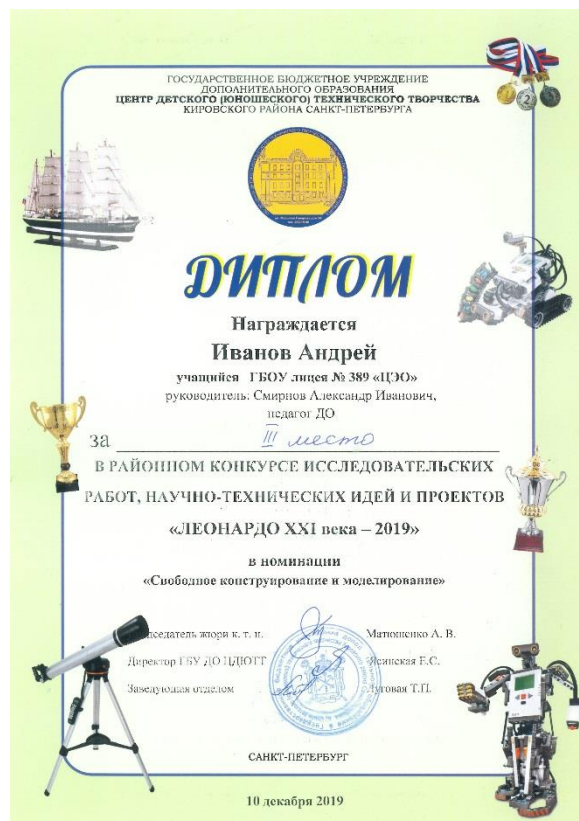 ГОСУДАРСТВЕННОЕ БЮДЖЕТНОЕ УЧРЕЖДЕНИЕ
ДОПОЛНИТЕЛЬНОГО ОБРАЗОВАНИЯ
ЦЕНТР ДЕТСКОГО (ЮНОШЕСКОГО) ТЕХНИЧЕСКОГО ТВОРЧЕСТВА
КИРОВСКОГО РАЙОНА САНКТ-ПЕТЕРБУРГА
ДИПЛОМ
Награждается
Иванов Андрей
учащийся ГБОУ лицея № 389 «ЦЭО»
руководитель: Смирнов Александр Иванович,
педагог ДО
за III место
В РАЙОННОМ КОНКУРСЕ ИССЛЕДОВАТЕЛЬСКИХ
РАБОТ, НАУЧНО-ТЕХНИЧЕСКИХ ИДЕЙ И ПРОЕКТОВ
«ЛЕОНАРДО XXI века – 2019»
в номинации
«Свободное конструирование и моделирование»
Председатель жюри к. т. н. Матюшенко А. В.
Директор ГБУ ДО ЦДЮТТ Ясинская Е.С.
Заведующая отделом Луговая Т.П.
САНКТ-ПЕТЕРБУРГ
10 декабря 2019